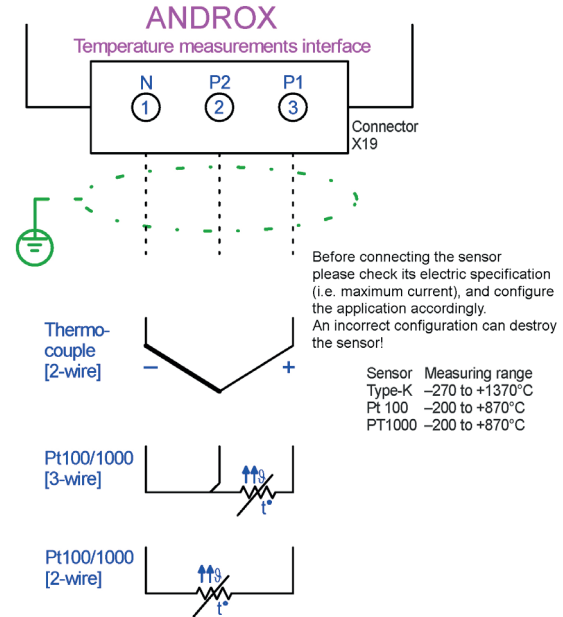 ANDROX
Temperature measurements interface
N P2 P1
1 2 3
Connector
X19
Before connecting the sensor
please check its electric specification
(i.e. maximum current), and configure
the application accordingly.
An incorrect configuration can destroy
the sensor!
Thermo-
couple
[2-wire]
– +
Sensor Measuring range
Type-K –270 to +1370°C
Pt 100 –200 to +870°C
PT1000 –200 to +870°C
Pt100/1000
[3-wire]
ϑ
t°
Pt100/1000
[2-wire]
ϑ
t°